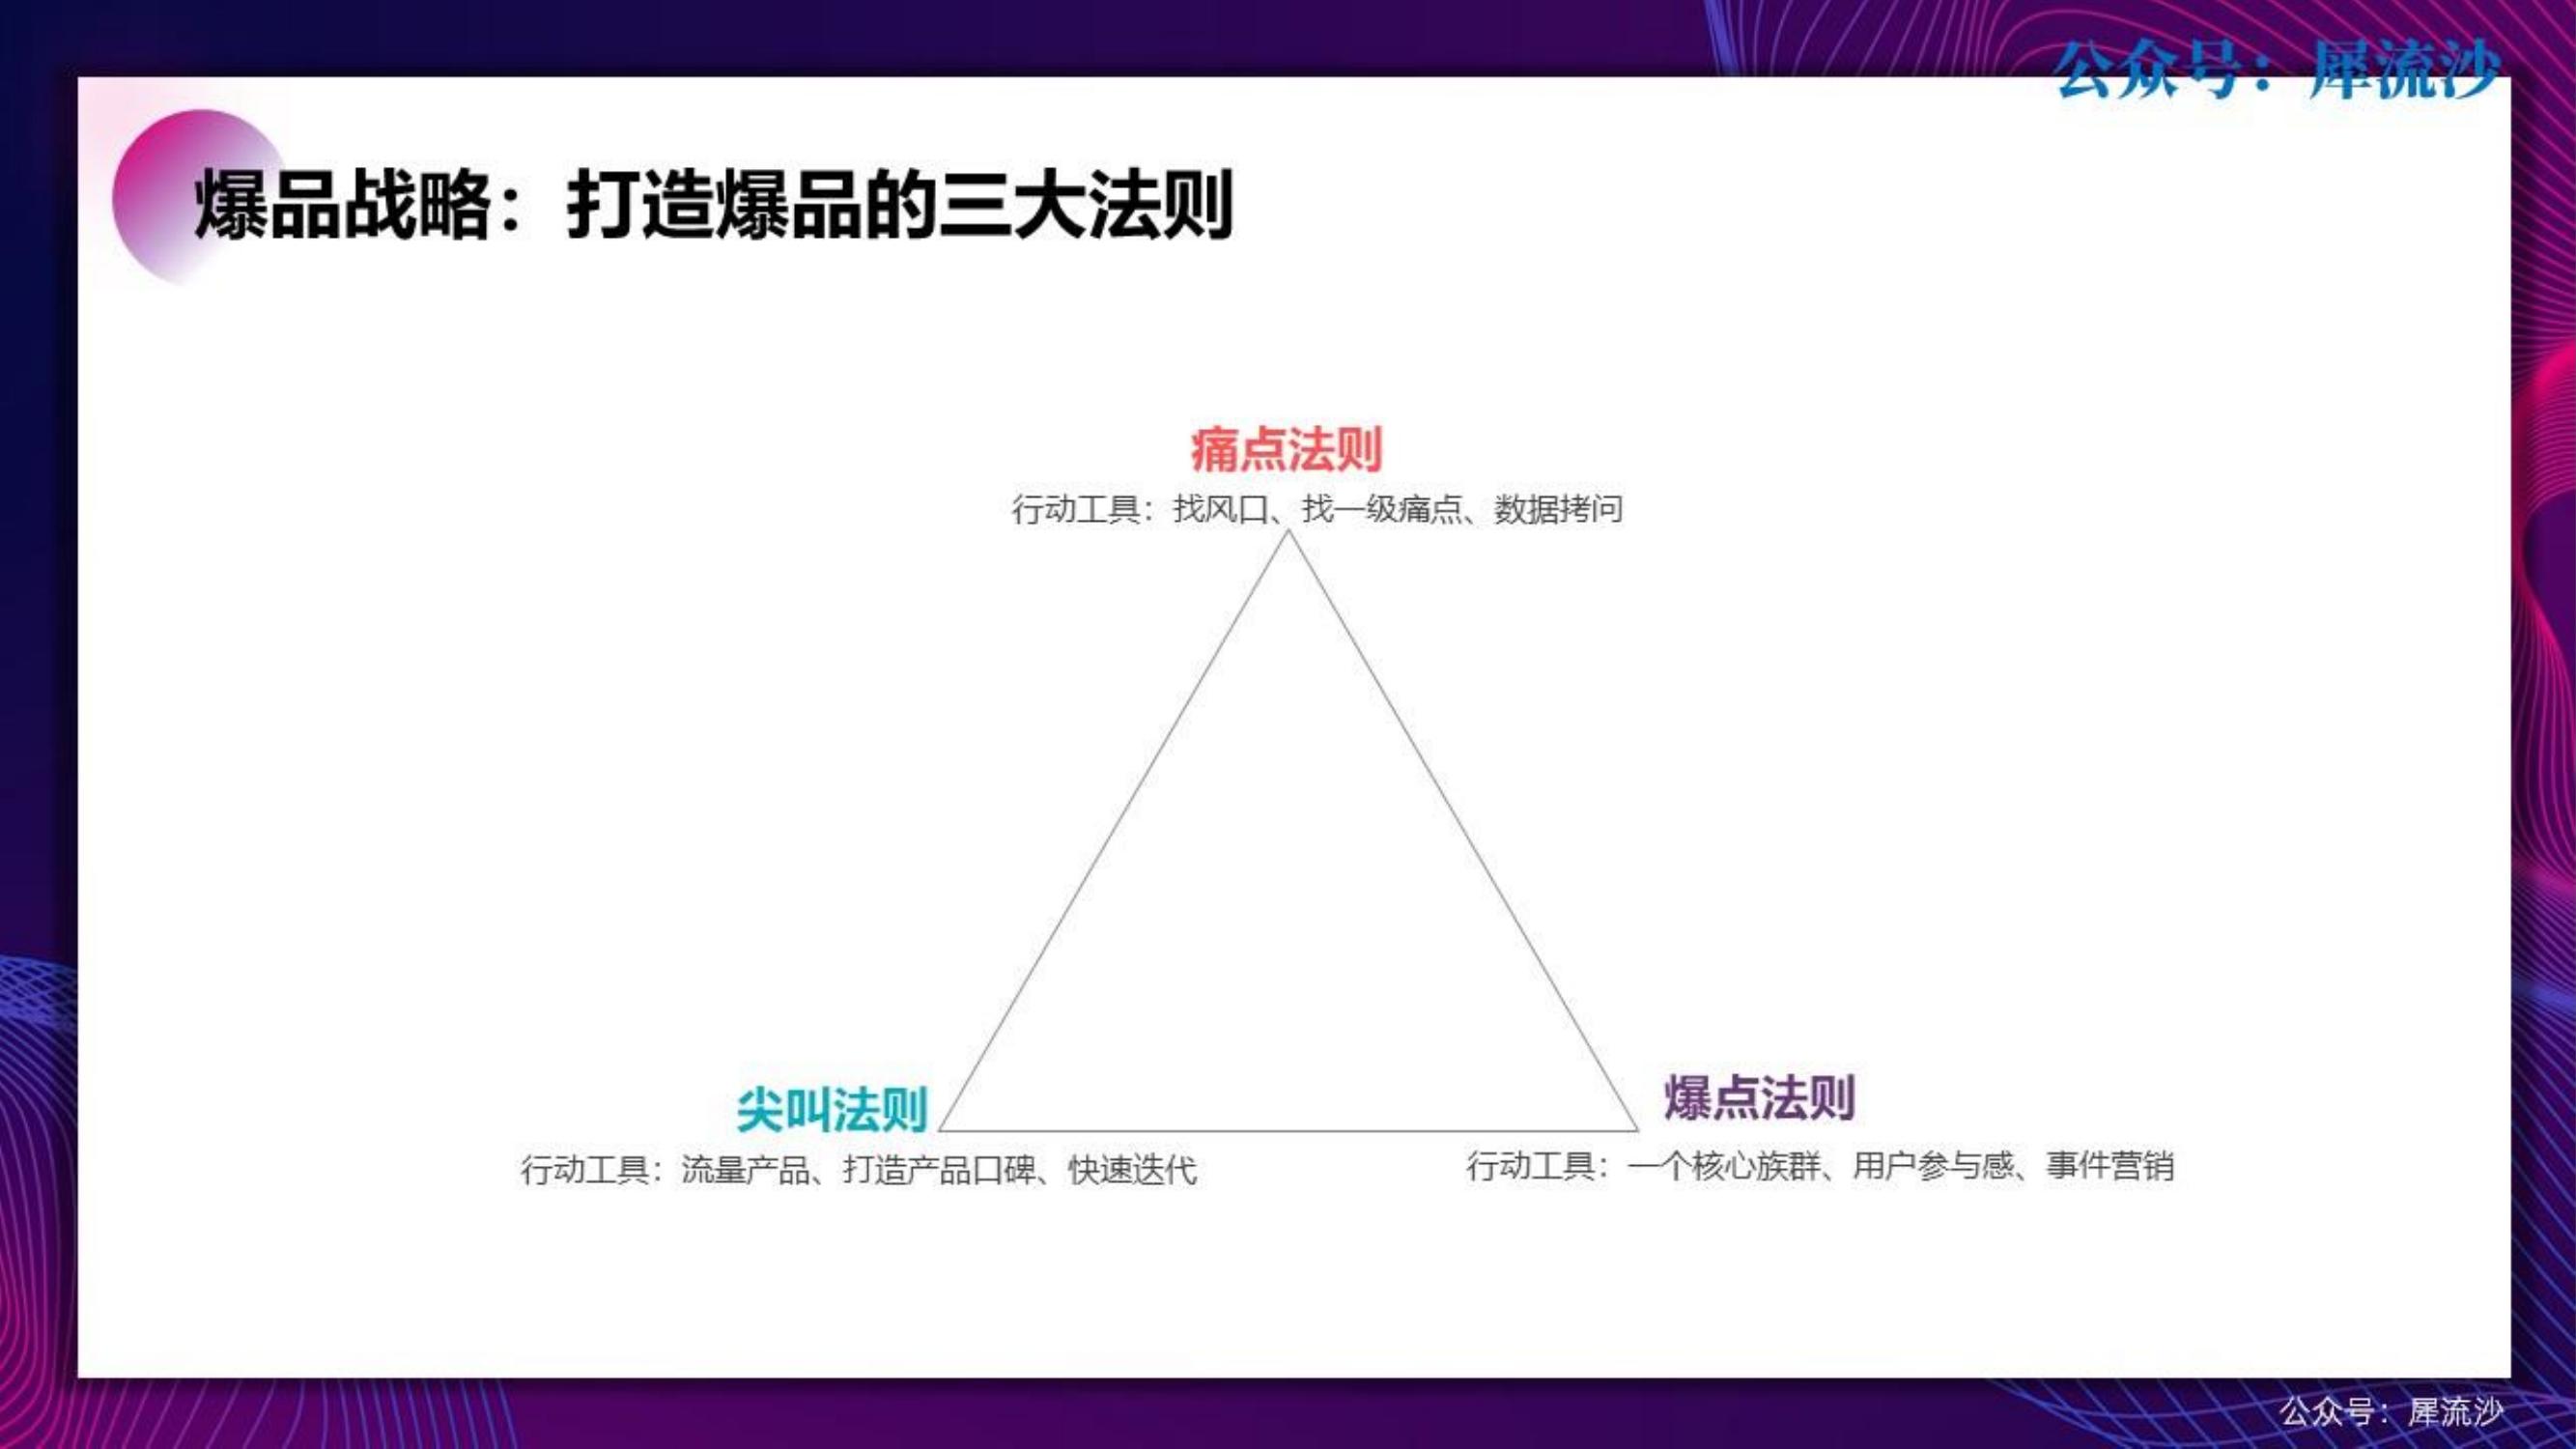 公众号：犀流沙
爆品战略：打造爆品的三大法则
痛点法则
行动工具：找风口、找一级痛点、数据拷问
尖叫法则
行动工具：流量产品、打造产品口碑、快速迭代
爆点法则
行动工具：一个核心族群、用户参与感、事件营销
公众号：犀流沙